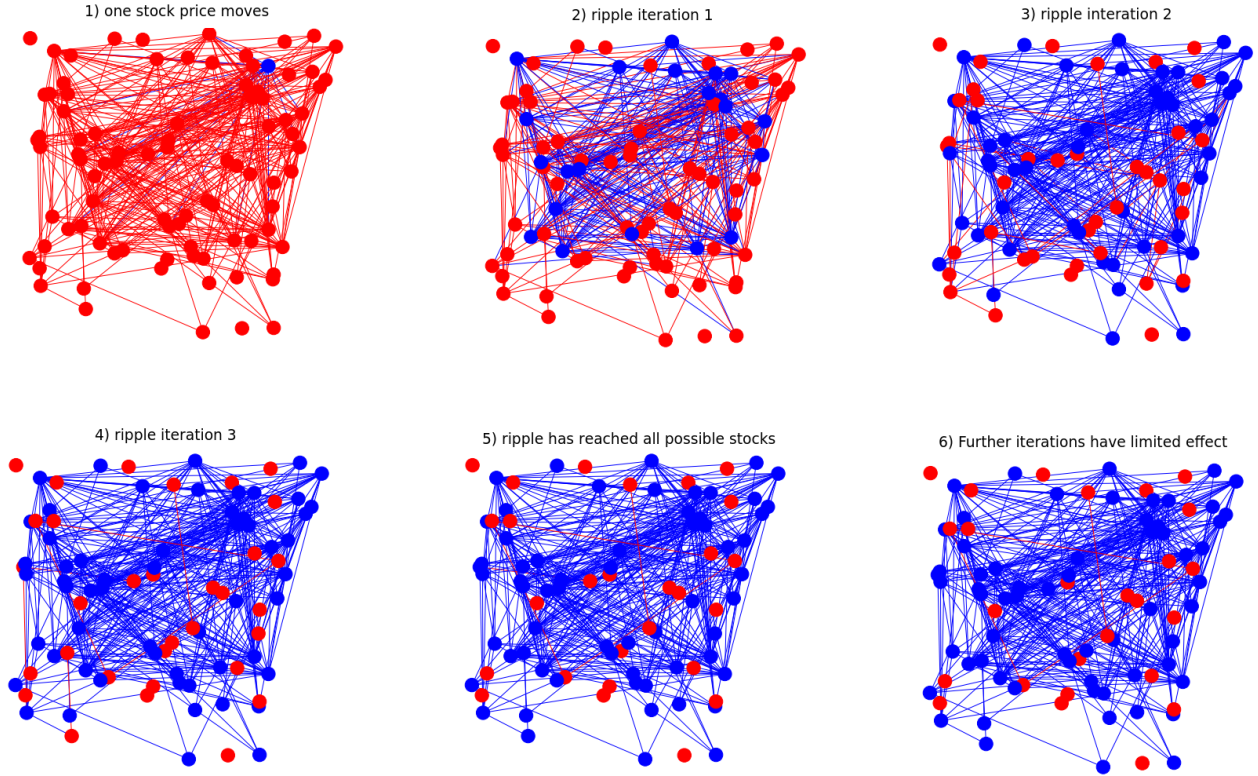 1) one stock price moves
2) ripple iteration 1
3) ripple interation 2
4) ripple iteration 3
5) ripple has reached all possible stocks
6) Further iterations have limited effect